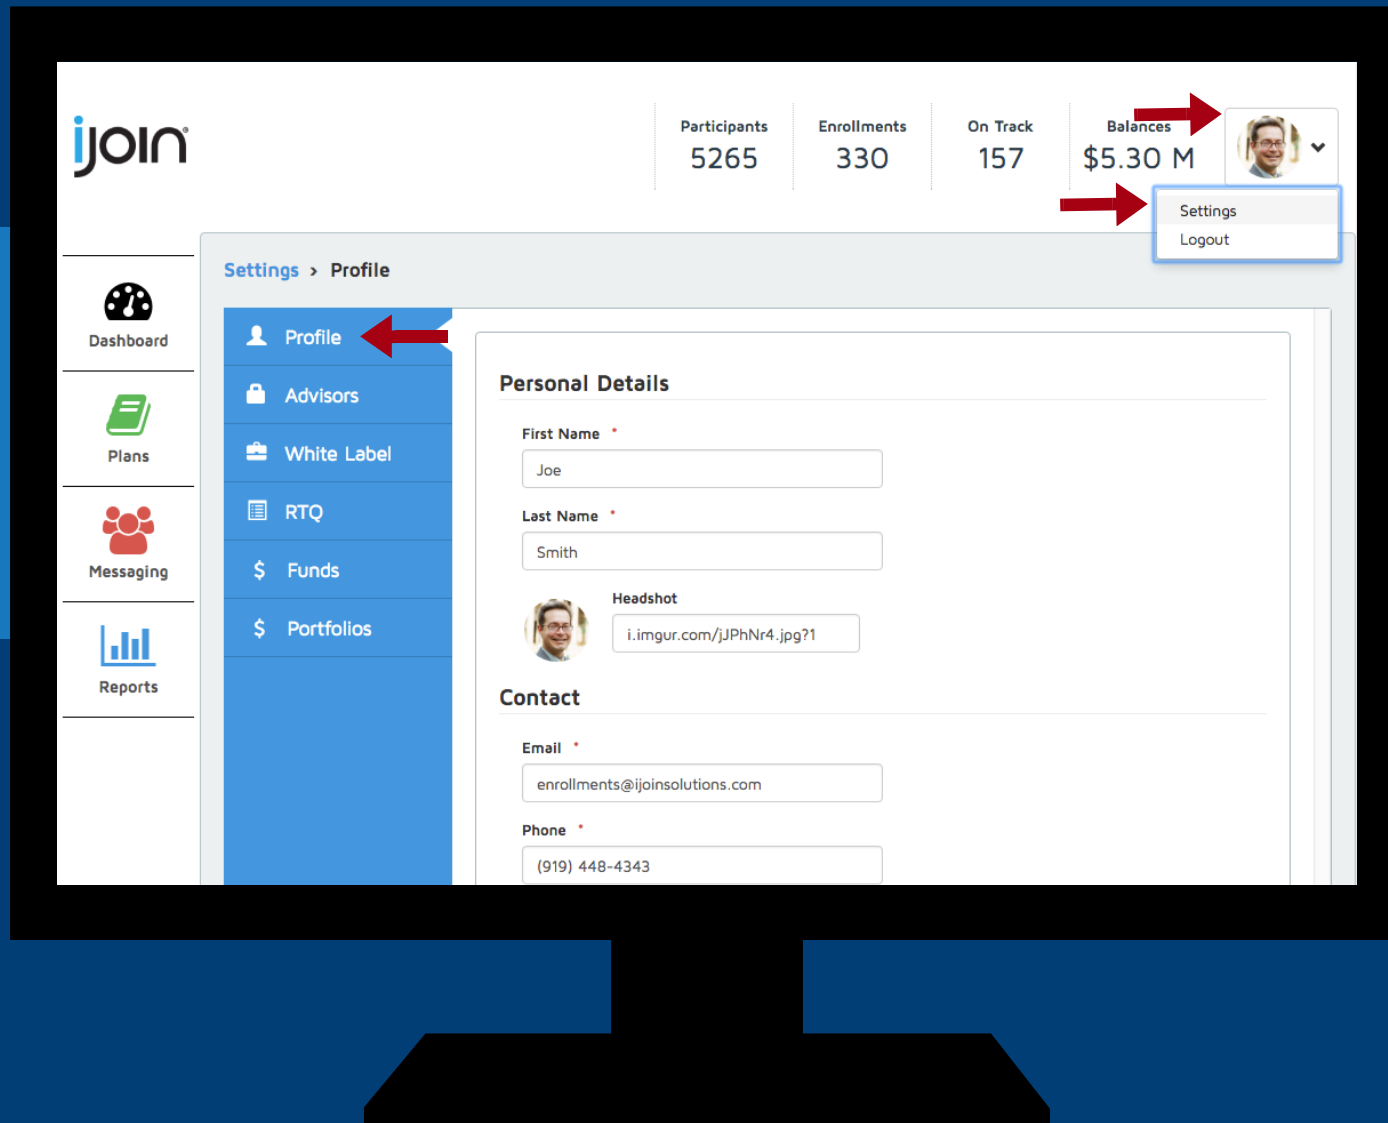 ijoin
Participants
5265
Enrollments
330
On Track
157
Balances
$5.30 M
Settings
Logout
Dashboard
Plans
Messaging
Reports
Settings › Profile
Profile
Advisors
White Label
RTQ
$ Funds
$ Portfolios
Personal Details
First Name *
Joe
Last Name *
Smith
Headshot
i.imgur.com/jJPhNr4.jpg?1
Contact
Email *
enrollments@ijoinsolutions.com
Phone *
(919) 448-4343